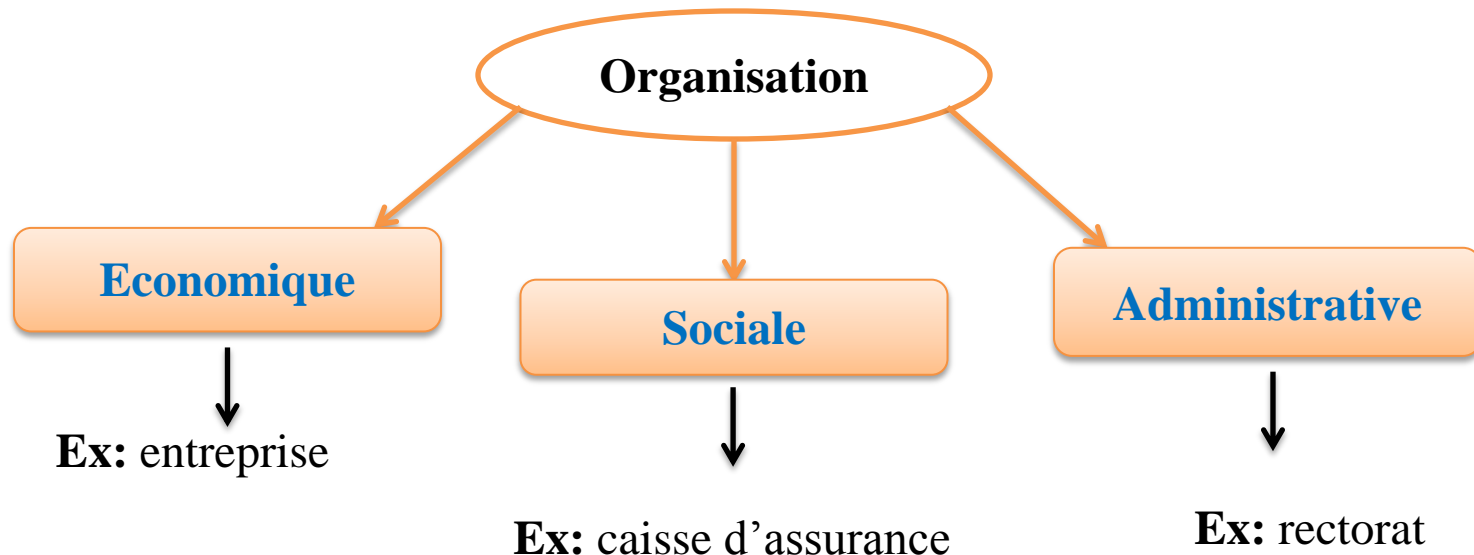 Organisation
Economique
Sociale
Administrative
Ex: entreprise
Ex: caisse d’assurance
Ex: rectorat